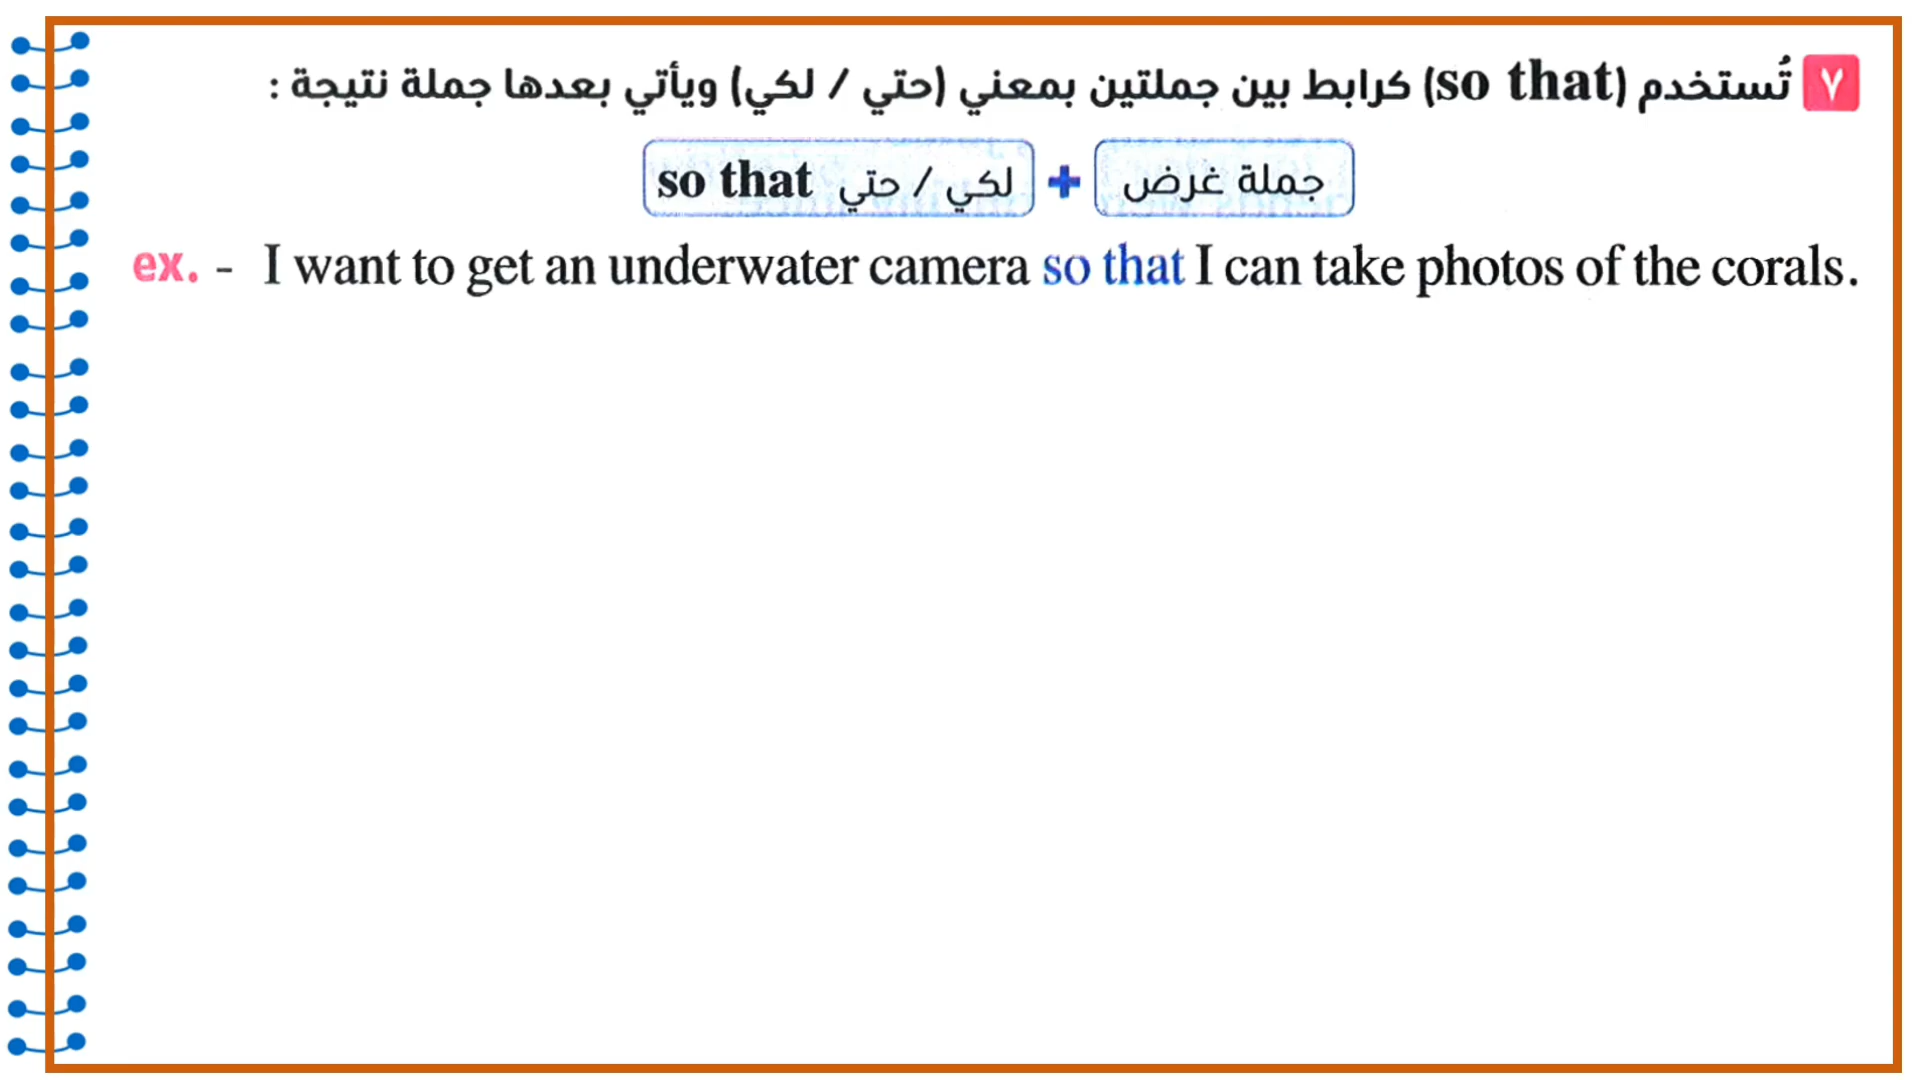 ٧ تُستخدم (so that) كرابط بين جملتين بمعني (حتي / لكي) ويأتي بعدها جملة نتيجة :
so that لكي / حتي + جملة غرض
ex. - I want to get an underwater camera so that I can take photos of the corals.